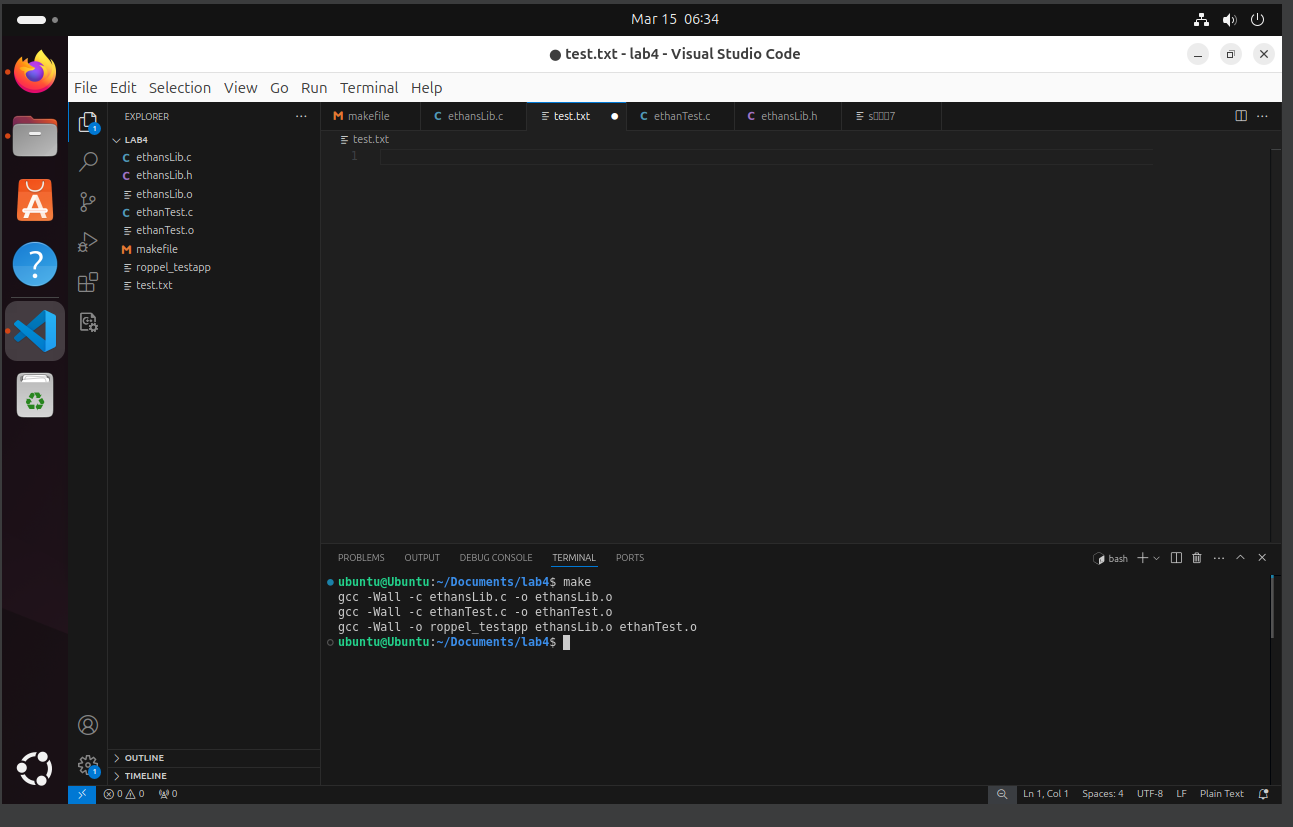 Mar 15 06:34
test.txt - lab4 - Visual Studio Code
File Edit Selection View Go Run Terminal Help
EXPLORER
LAB4
ethansLib.c
ethansLib.h
ethansLib.o
ethanTest.c
ethanTest.o
makefile
roppel_testapp
test.txt
OUTLINE
TIMELINE
makefile ethansLib.c test.txt ethanTest.c ethansLib.h s▯▯▯7
test.txt
1
PROBLEMS OUTPUT DEBUG CONSOLE TERMINAL PORTS
bash
ubuntu@Ubuntu:~/Documents/lab4$ make
gcc -Wall -c ethansLib.c -o ethansLib.o
gcc -Wall -c ethanTest.c -o ethanTest.o
gcc -Wall -o roppel_testapp ethansLib.o ethanTest.o
ubuntu@Ubuntu:~/Documents/lab4$
1
1
0 0 0
Ln 1, Col 1 Spaces: 4 UTF-8 LF Plain Text